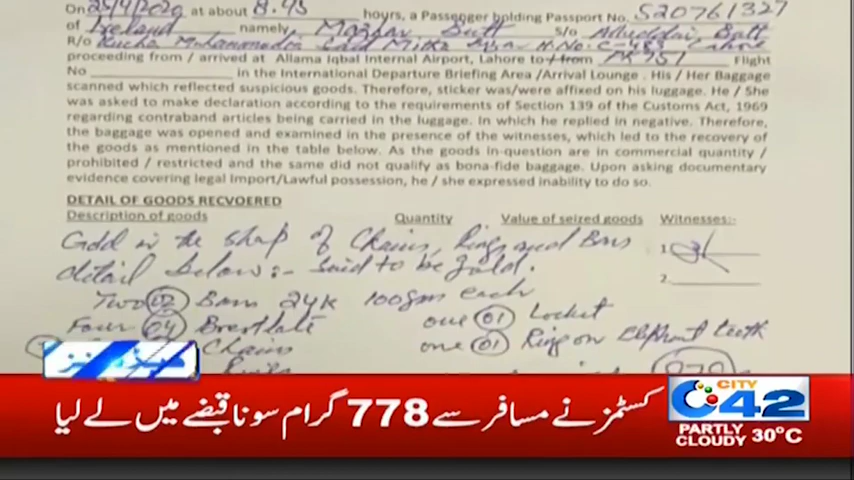 On 25/4/2020 at about 8.45 hours, a Passenger holding Passport No. S20761327
of Ireland namely, Mazhar Butt s/o Butt
R/o Lahore
proceeding from / arrived at Allama Iqbal Internal Airport, Lahore to/from Flight
No in the International Departure Briefing Area /Arrival Lounge . His / Her Baggage
scanned which reflected suspicious goods. Therefore, sticker was/were affixed on his luggage. He / She
was asked to make declaration according to the requirements of Section 139 of the Customs Act, 1969
regarding contraband articles being carried in the luggage. In which he replied in negative. Therefore,
the baggage was opened and examined in the presence of the witnesses, which led to the recovery of
the goods as mentioned in the table below. As the goods in-question are in commercial quantity /
prohibited / restricted and the same did not qualify as bona-fide baggage. Upon asking documentary
evidence covering legal import/Lawful possession, he / she expressed inability to do so.
DETAIL OF GOODS RECVOERED
Description of goods Quantity Value of seized goods Witnesses:-
Gold in the shap of Chains, Rings and Bars 1.
detail below:- Said to be gold. 2.
Two 02 Bars 24K 100gm each
Four 04 one 01 Locket
Chains one 01 Ring on Elephant teeth
کسٹمز نے مسافر سے 778 گرام سونا قبضے میں لے لیا
CITY
42
PARTLY
CLOUDY 30°C